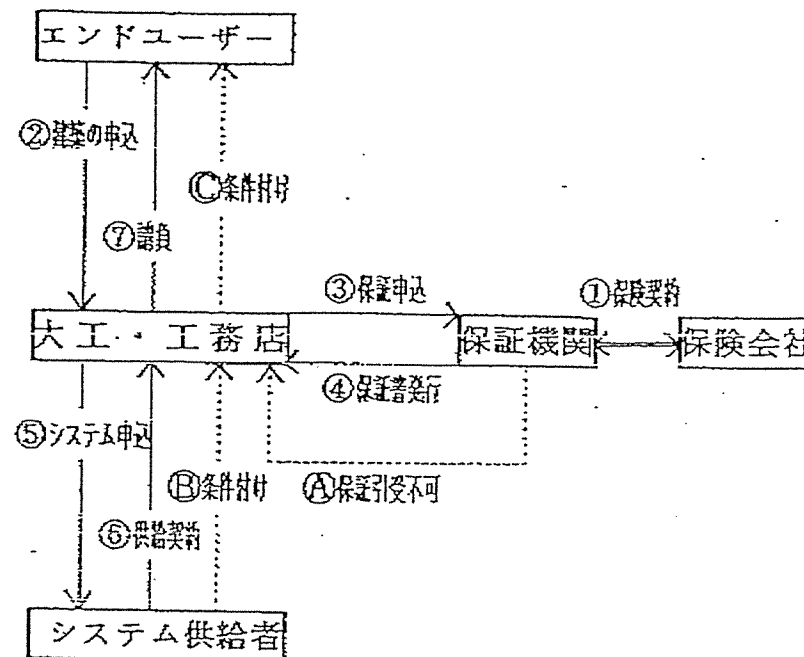 エンドユーザー
②建築の申込
Ⓒ条件付け
⑦請負
③保証申込
①保険契約
大工・工務店
保証機関
保険会社
④保証書発行
⑤システム申込
Ⓑ条件付け
Ⓐ保証引受不可
⑥供給契約
システム供給者